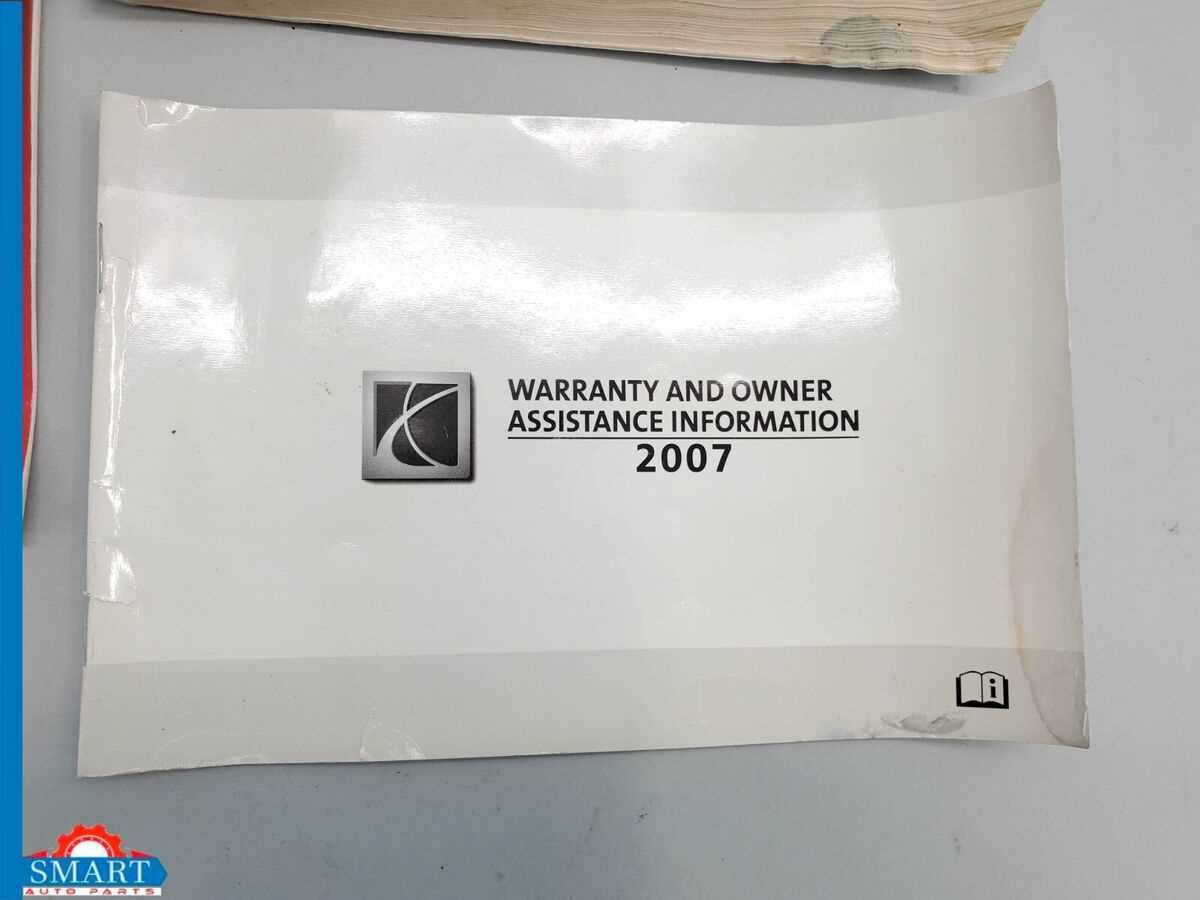 WARRANTY AND OWNER
ASSISTANCE INFORMATION
2007
i
SMART
AUTO PARTS